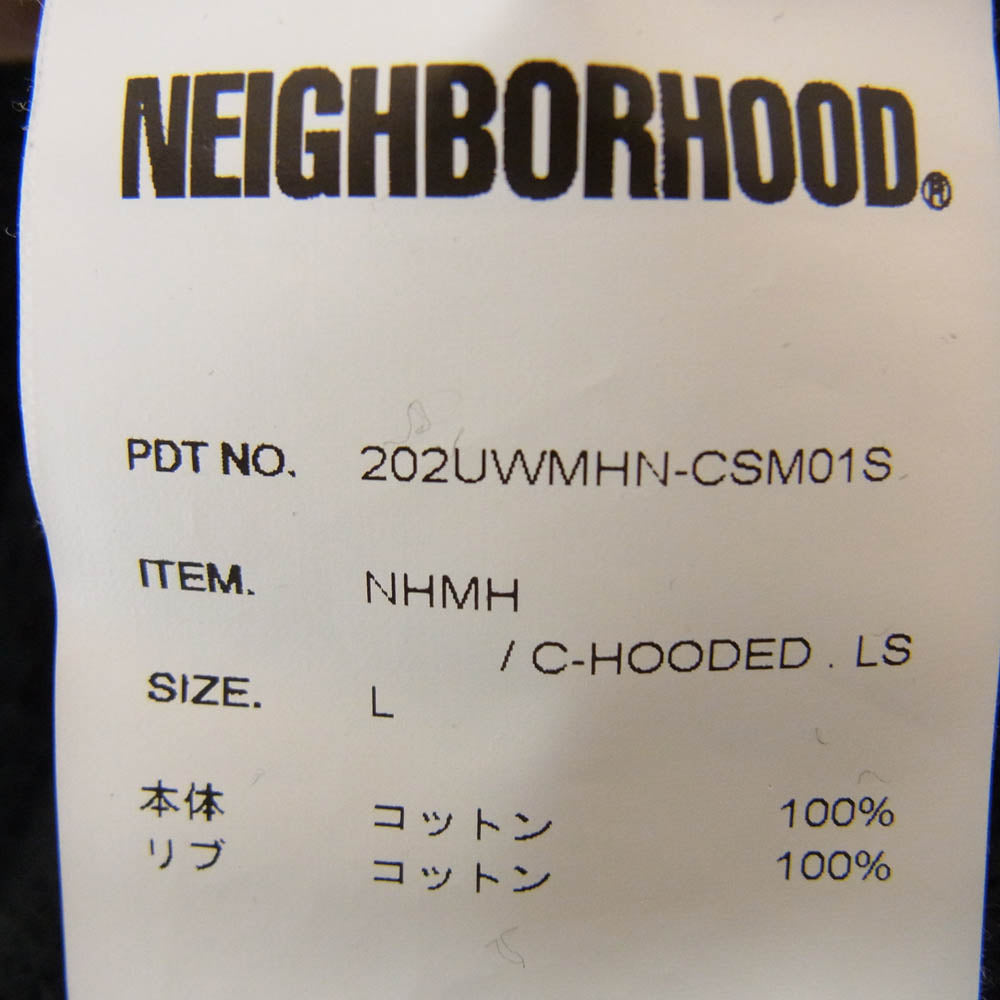 NEIGHBORHOOD®
PDT NO. 202UWMHN-CSM01S
ITEM. NHMH
/ C-HOODED . LS
SIZE. L
本体 コットン 100%
リブ コットン 100%